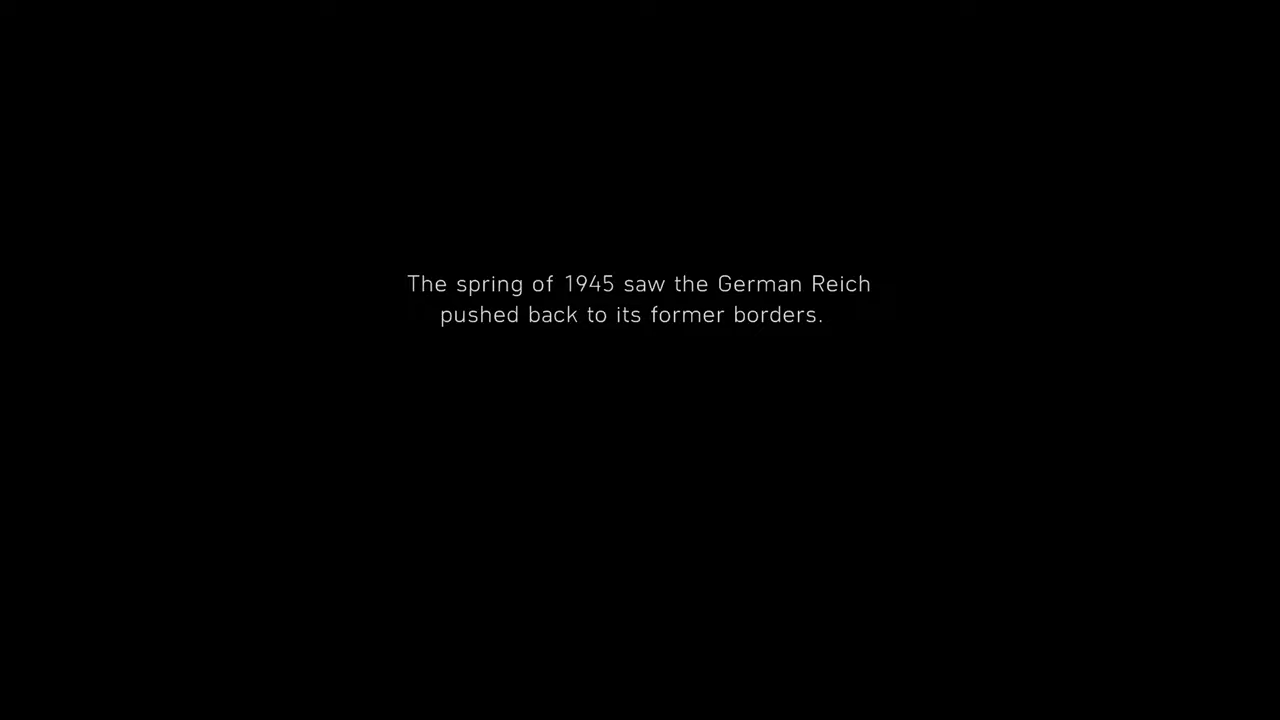 The spring of 1945 saw the German Reich
pushed back to its former borders.